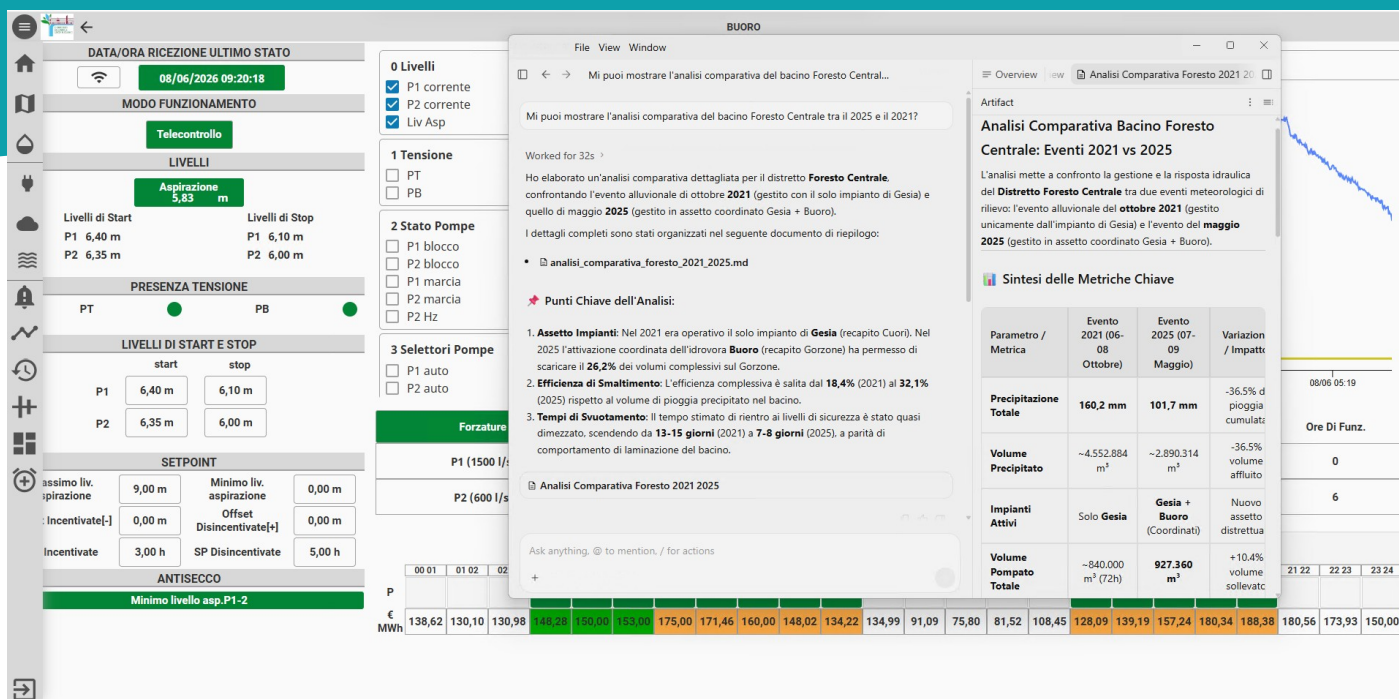 BUORO
DATA/ORA RICEZIONE ULTIMO STATO
08/06/2026 09:20:18
MODO FUNZIONAMENTO
Telecontrollo
LIVELLI
Aspirazione
5,83 m
Livelli di Start Livelli di Stop
P1 6,40 m P1 6,10 m
P2 6,35 m P2 6,00 m
PRESENZA TENSIONE
PT PB
LIVELLI DI START E STOP
start stop
P1 6,40 m 6,10 m
P2 6,35 m 6,00 m
SETPOINT
assimo liv.
spirazione
9,00 m
Minimo liv.
aspirazione
0,00 m
Incentivate[-] 0,00 m
Offset
Disincentivate[+]
0,00 m
Incentivate 3,00 h SP Disincentivate 5,00 h
ANTISECCO
Minimo livello asp.P1-2
0 Livelli
P1 corrente
P2 corrente
Liv Asp
1 Tensione
PT
PB
2 Stato Pompe
P1 blocco
P2 blocco
P1 marcia
P2 marcia
P2 Hz
3 Selettori Pompe
P1 auto
P2 auto
Forzature
P1 (1500 l/s
P2 (600 l/s
File View Window
Mi puoi mostrare l'analisi comparativa del bacino Foresto Central...
Mi puoi mostrare l'analisi comparativa del bacino Foresto Centrale tra il 2025 e il 2021?
Worked for 32s
Ho elaborato un'analisi comparativa dettagliata per il distretto Foresto Centrale,
confrontando l'evento alluvionale di ottobre 2021 (gestito con il solo impianto di Gesia) e
quello di maggio 2025 (gestito in assetto coordinato Gesia + Buoro).
I dettagli completi sono stati organizzati nel seguente documento di riepilogo:
• analisi_comparativa_foresto_2021_2025.md
Punti Chiave dell'Analisi:
1. Assetto Impianti: Nel 2021 era operativo il solo impianto di Gesia (recapito Cuori). Nel
2025 l'attivazione coordinata dell'idrovora Buoro (recapito Gorzone) ha permesso di
scaricare il 26,2% dei volumi complessivi sul Gorzone.
2. Efficienza di Smaltimento: L'efficienza complessiva è salita dal 18,4% (2021) al 32,1%
(2025) rispetto al volume di pioggia precipitato nel bacino.
3. Tempi di Svuotamento: Il tempo stimato di rientro ai livelli di sicurezza è stato quasi
dimezzato, scendendo da 13-15 giorni (2021) a 7-8 giorni (2025), a parità di
comportamento di laminazione del bacino.
Analisi Comparativa Foresto 2021 2025
Ask anything, @ to mention, / for actions
Overview ew Analisi Comparativa Foresto 2021 20
Artifact
Analisi Comparativa Bacino Foresto
Centrale: Eventi 2021 vs 2025
L'analisi mette a confronto la gestione e la risposta idraulica
del Distretto Foresto Centrale tra due eventi meteorologici di
rilievo: l'evento alluvionale del ottobre 2021 (gestito
unicamente dall'impianto di Gesia) e l'evento del maggio
2025 (gestito in assetto coordinato Gesia + Buoro).
Sintesi delle Metriche Chiave
Parametro /
Metrica
Evento
2021 (06-
08
Ottobre)
Evento
2025 (07-
09
Maggio)
Variazion
/ Impatto
Precipitazione
Totale
160,2 mm
101,7 mm
-36.5% d
pioggia
cumulata
Volume
Precipitato
~4.552.884
m³
~2.890.314
m³
-36.5%
volume
affluito
Impianti
Attivi
Solo Gesia
Gesia +
Buoro
(Coordinati)
Nuovo
assetto
distrettua
Volume
Pompato
Totale
~840.000
m³ (72h)
927.360
m³
+10.4%
volume
sollevato
08/06 05:19
Ore Di Funz.
0
6
00 01 01 02 02 21 22 22 23 23 24
P
€
MWh
138,62 130,10 130,98 148,28 150,00 153,00 175,00 171,46 160,00 148,02 134,22 134,99 91,09 75,80 81,52 108,45 128,09 139,19 157,24 180,34 188,38 180,56 173,93 150,00